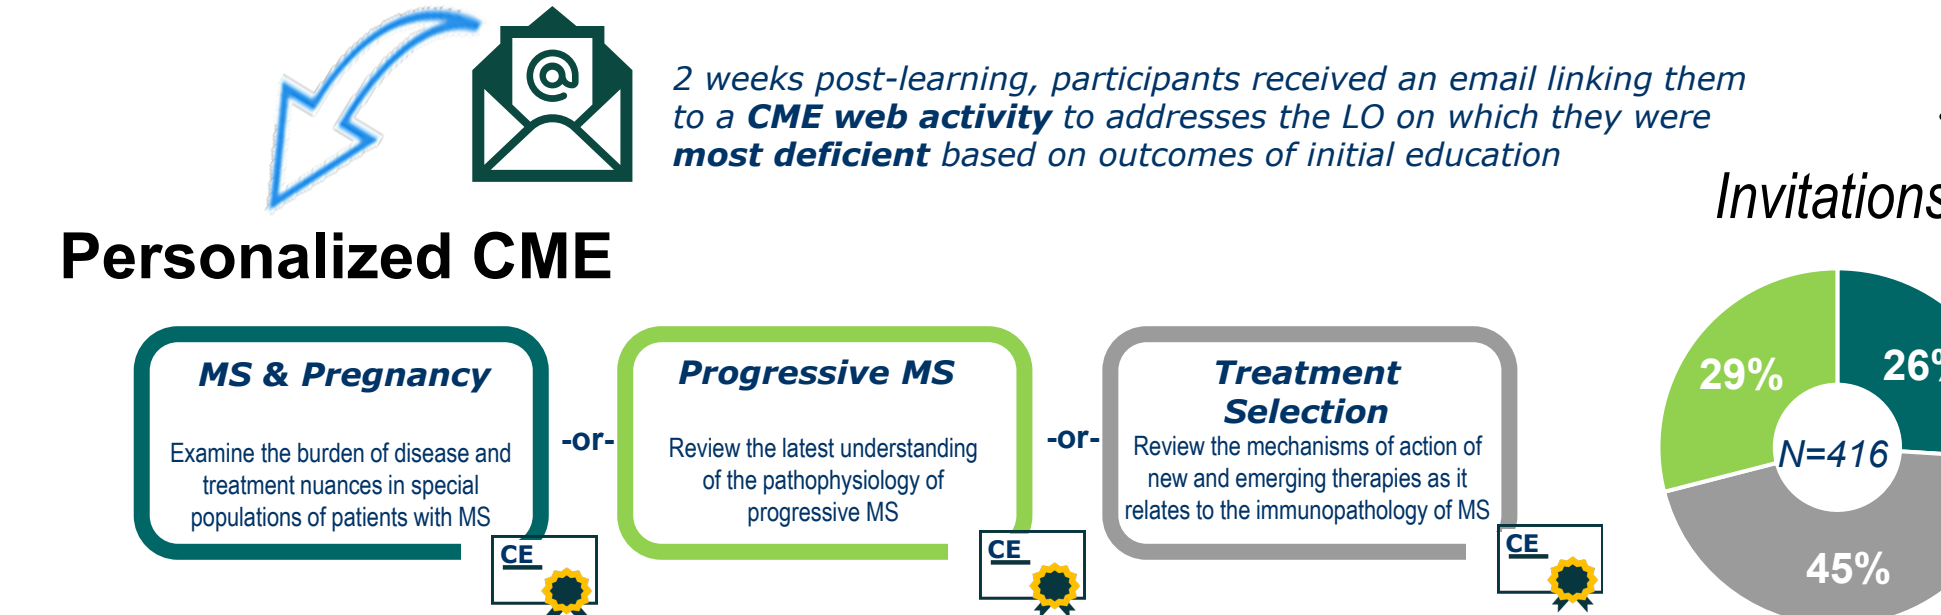 @
2 weeks post-learning, participants received an email linking them
to a CME web activity to addresses the LO on which they were
most deficient based on outcomes of initial education
Invitations
Personalized CME
MS & Pregnancy
Examine the burden of disease and
treatment nuances in special
populations of patients with MS
CE
-or-
Progressive MS
Review the latest understanding
of the pathophysiology of
progressive MS
CE
-or-
Treatment
Selection
Review the mechanisms of action of
new and emerging therapies as it
relates to the immunopathology of MS
CE
29%
26%
N=416
45%